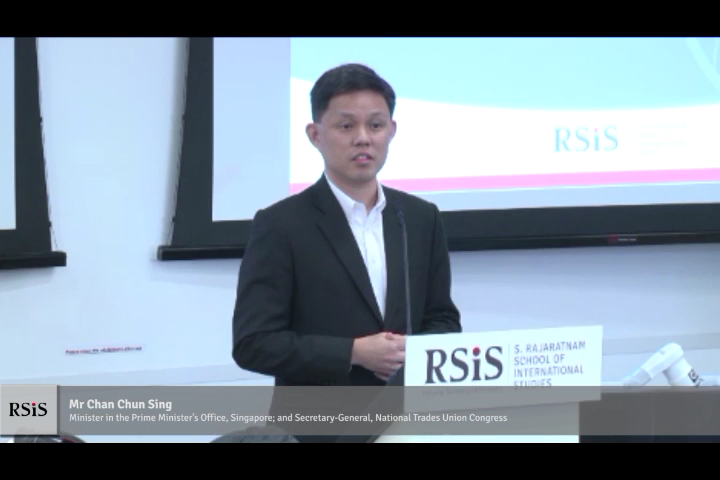 RSiS
RSiS
S. RAJARATNAM
SCHOOL OF
INTERNATIONAL
STUDIES
RSiS
Mr Chan Chun Sing
Minister in the Prime Minister's Office, Singapore; and Secretary-General, National Trades Union Congress